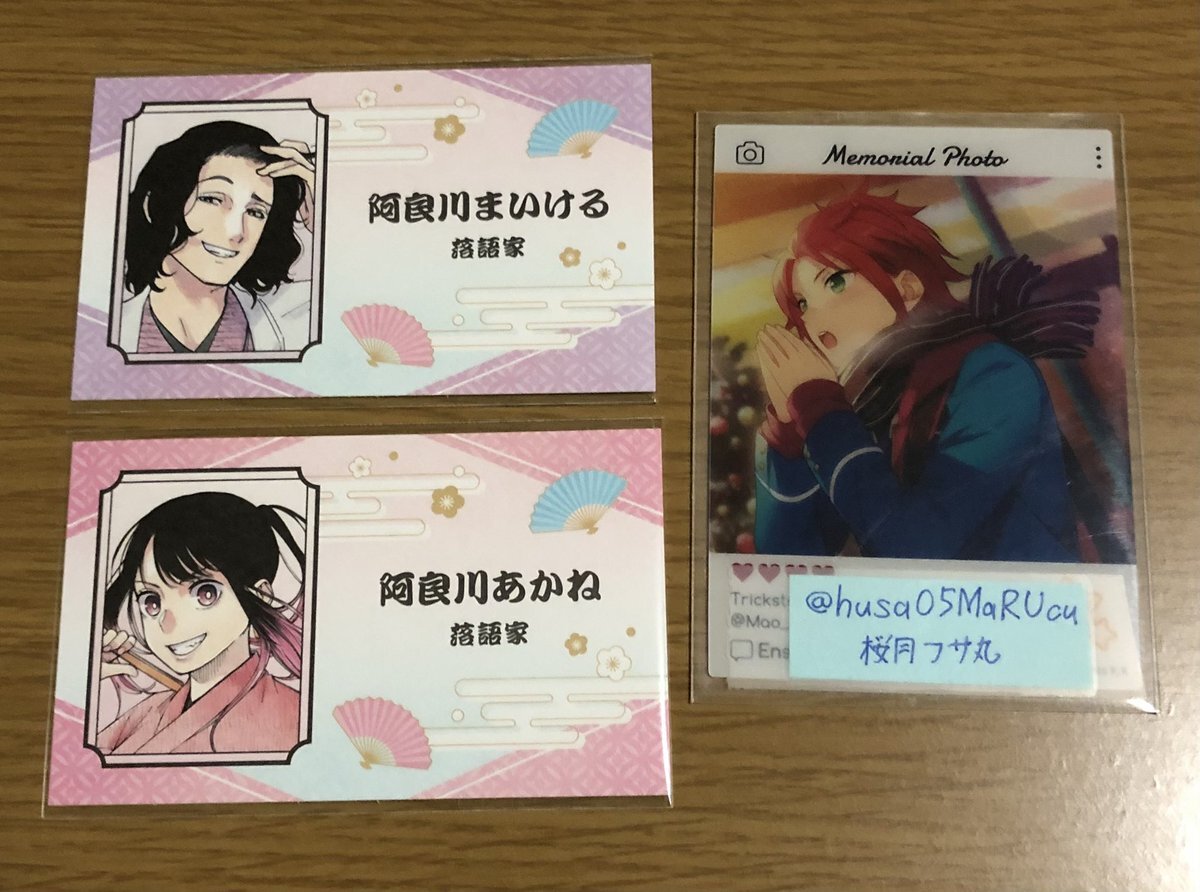 阿良川まいける
落語家
阿良川あかね
落語家
Memorial Photo
Trickst
@Mao_
Ens
@husa05MaRUcu
桜月フサ丸